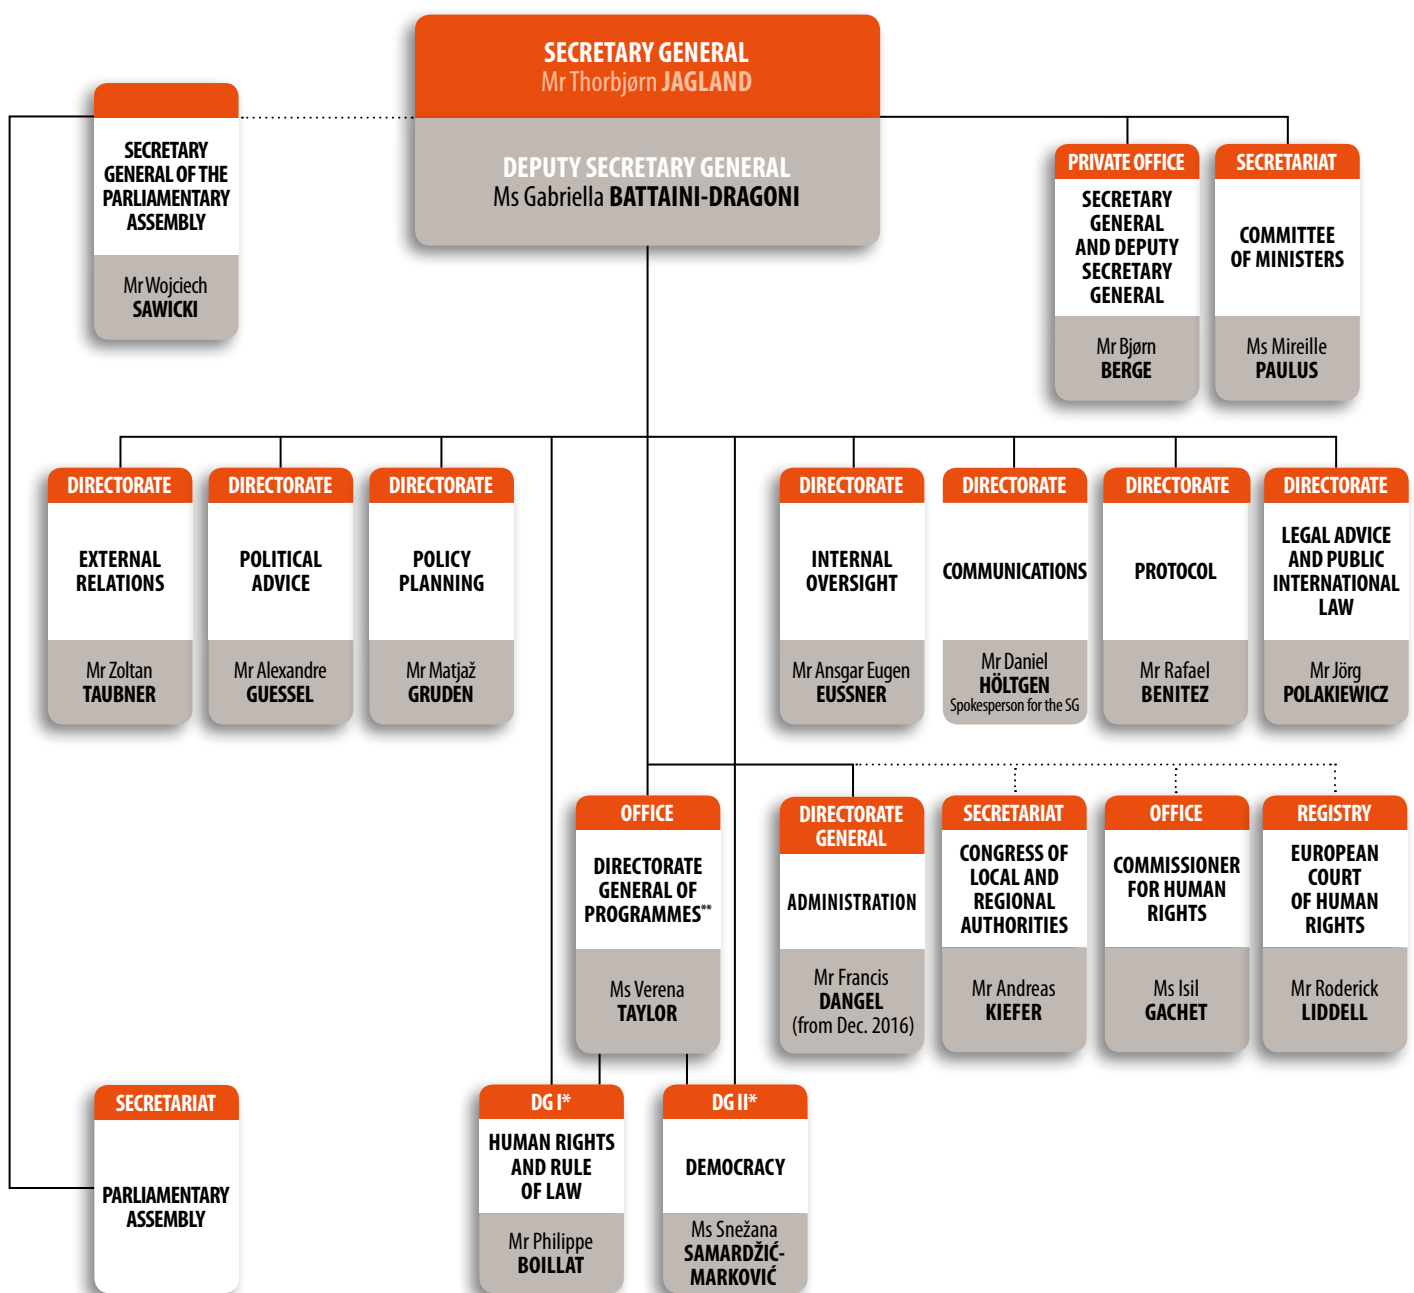 SECRETARY GENERAL
Mr Thorbjørn JAGLAND
DEPUTY SECRETARY GENERAL
Ms Gabriella BATTAINI-DRAGONI
SECRETARY
GENERAL OF THE
PARLIAMENTARY
ASSEMBLY
Mr Wojciech
SAWICKI
PRIVATE OFFICE
SECRETARY
GENERAL
AND DEPUTY
SECRETARY
GENERAL
Mr Bjørn
BERGE
SECRETARIAT
COMMITTEE
OF MINISTERS
Ms Mireille
PAULUS
DIRECTORATE
EXTERNAL
RELATIONS
Mr Zoltan
TAUBNER
DIRECTORATE
POLITICAL
ADVICE
Mr Alexandre
GUESSEL
DIRECTORATE
POLICY
PLANNING
Mr Matjaž
GRUDEN
DIRECTORATE
INTERNAL
OVERSIGHT
Mr Ansgar Eugen
EUSSNER
DIRECTORATE
COMMUNICATIONS
Mr Daniel
HÖLTGEN
Spokesperson for the SG
DIRECTORATE
PROTOCOL
Mr Rafael
BENITEZ
DIRECTORATE
LEGAL ADVICE
AND PUBLIC
INTERNATIONAL
LAW
Mr Jörg
POLAKIEWICZ
OFFICE
DIRECTORATE
GENERAL OF
PROGRAMMES**
Ms Verena
TAYLOR
DIRECTORATE
GENERAL
ADMINISTRATION
Mr Francis
DANGEL
(from Dec. 2016)
SECRETARIAT
CONGRESS OF
LOCAL AND
REGIONAL
AUTHORITIES
Mr Andreas
KIEFER
OFFICE
COMMISSIONER
FOR HUMAN
RIGHTS
Ms Isil
GACHET
REGISTRY
EUROPEAN
COURT
OF HUMAN
RIGHTS
Mr Roderick
LIDDELL
SECRETARIAT
PARLIAMENTARY
ASSEMBLY
DG I*
HUMAN RIGHTS
AND RULE
OF LAW
Mr Philippe
BOILLAT
DG II*
DEMOCRACY
Ms Snežana
SAMARDŽIĆ-
MARKOVIĆ